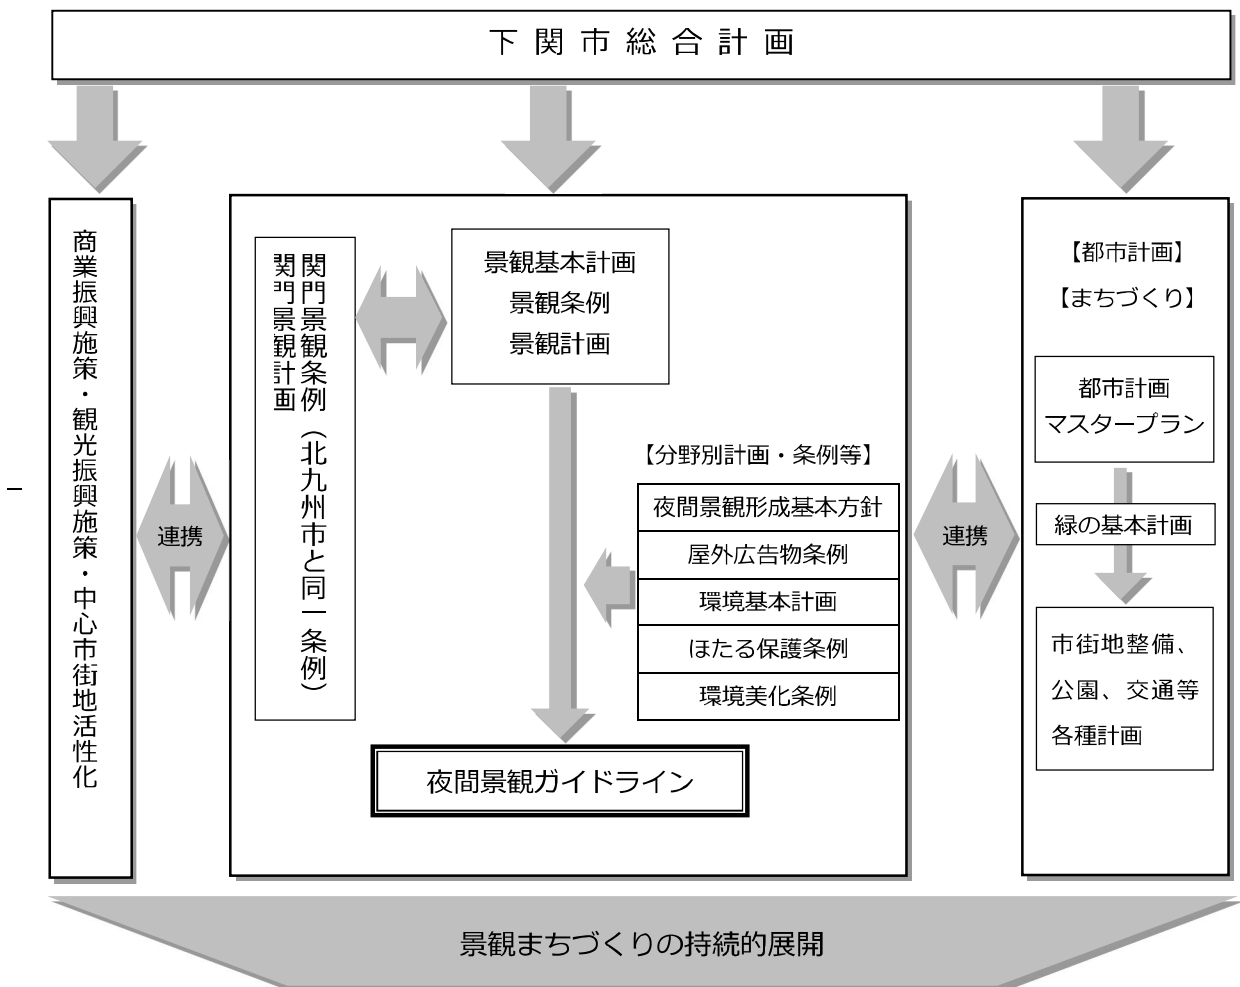 下関市総合計画
商業振興施策・観光振興施策・中心市街地活性化
連携
関門景観条例（北九州市と同一条例）
関門景観計画
景観基本計画
景観条例
景観計画
【分野別計画・条例等】
夜間景観形成基本方針
屋外広告物条例
環境基本計画
ほたる保護条例
環境美化条例
夜間景観ガイドライン
連携
【都市計画】
【まちづくり】
都市計画
マスタープラン
緑の基本計画
市街地整備、
公園、交通等
各種計画
景観まちづくりの持続的展開